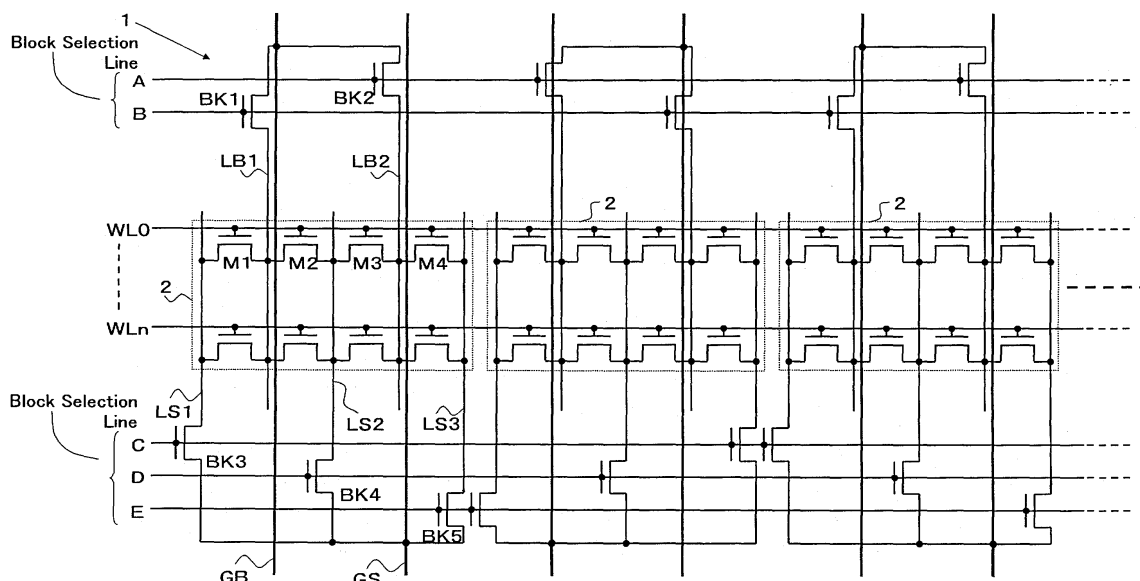 1
Block Selection
Line
A
B
BK1
BK2
LB1
LB2
2
2
WL0
M1
M2
M3
M4
2
WLn
Block Selection
Line
LS1
LS2
LS3
C
BK3
D
BK4
E
BK5
GB
GS